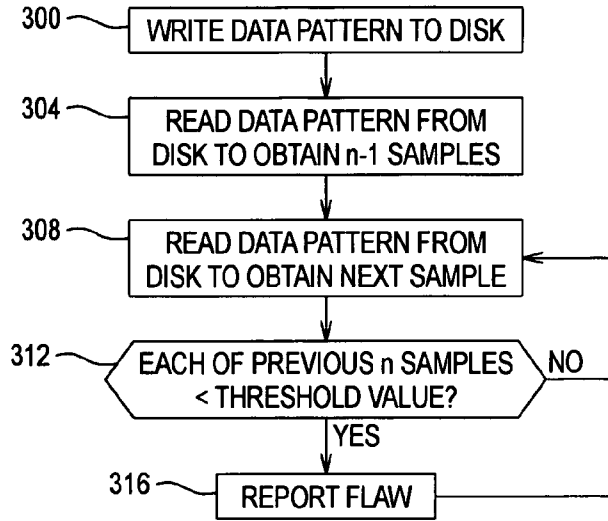 300
WRITE DATA PATTERN TO DISK
304
READ DATA PATTERN FROM
DISK TO OBTAIN n-1 SAMPLES
308
READ DATA PATTERN FROM
DISK TO OBTAIN NEXT SAMPLE
312
EACH OF PREVIOUS n SAMPLES
< THRESHOLD VALUE?
NO
YES
316
REPORT FLAW